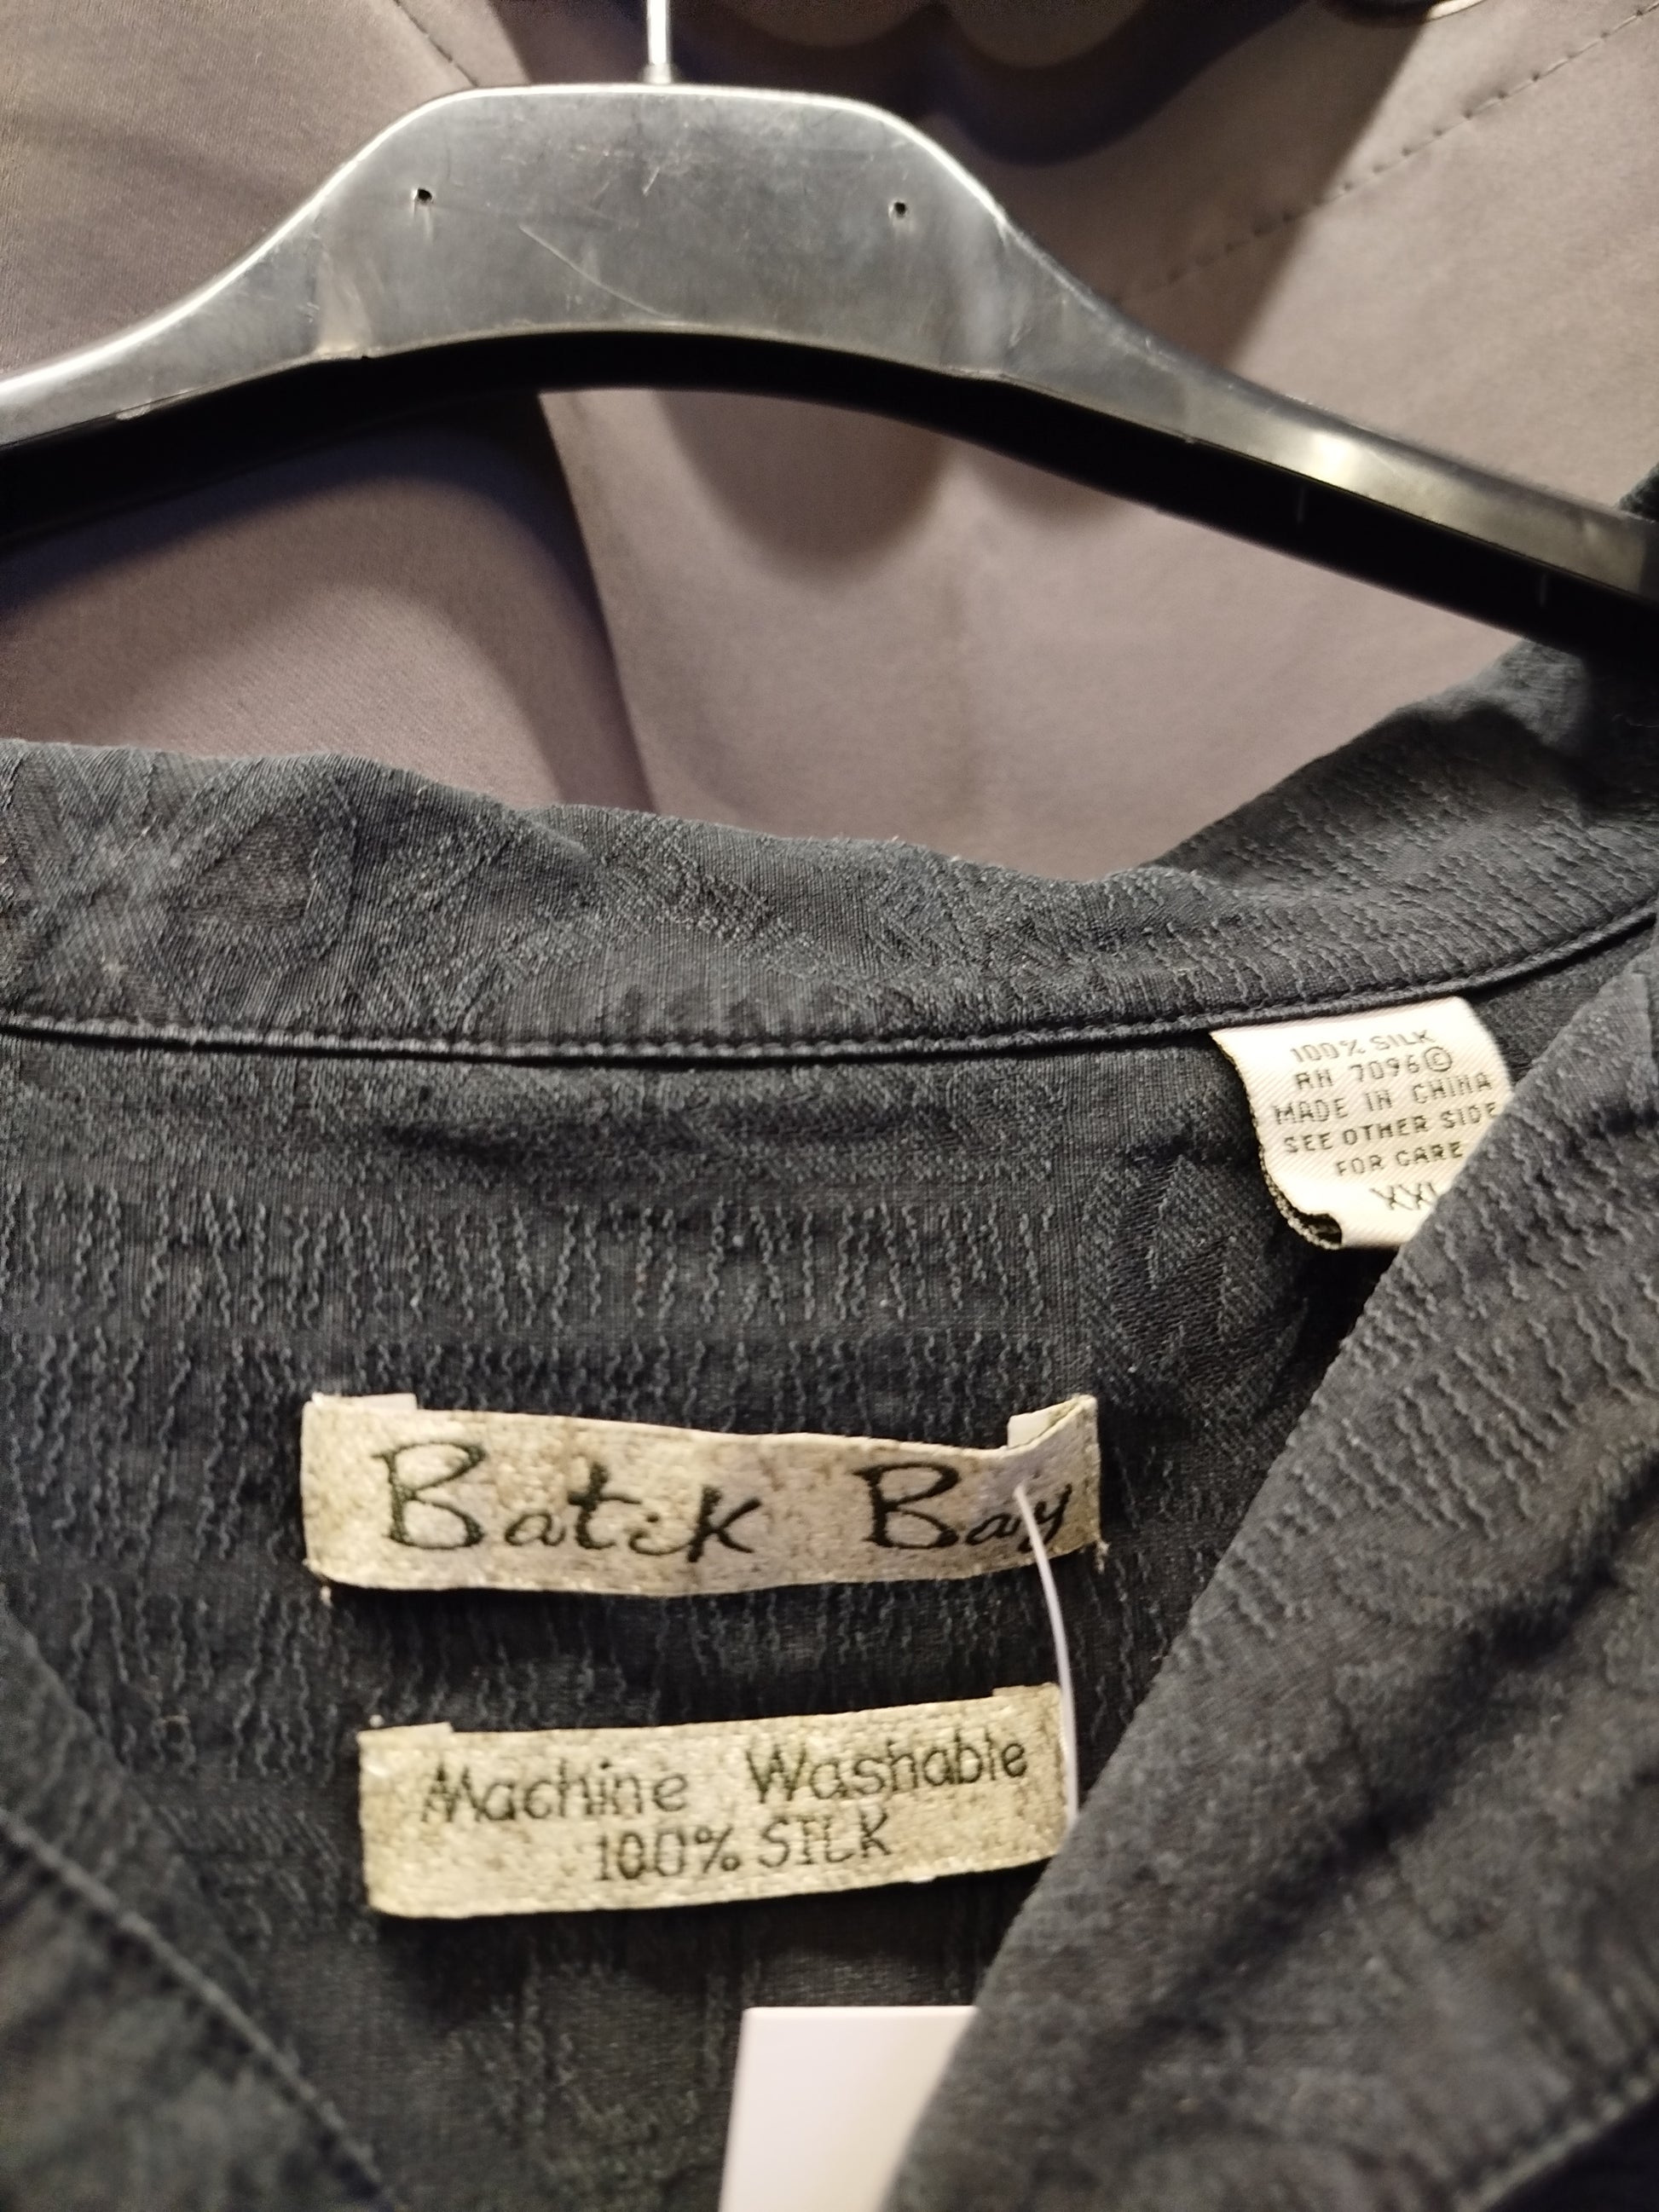 100% SILK
RN 7096©
MADE IN CHINA
SEE OTHER SIDE
FOR CARE
XXL
Batik Bay
Machine Washable
100% SILK